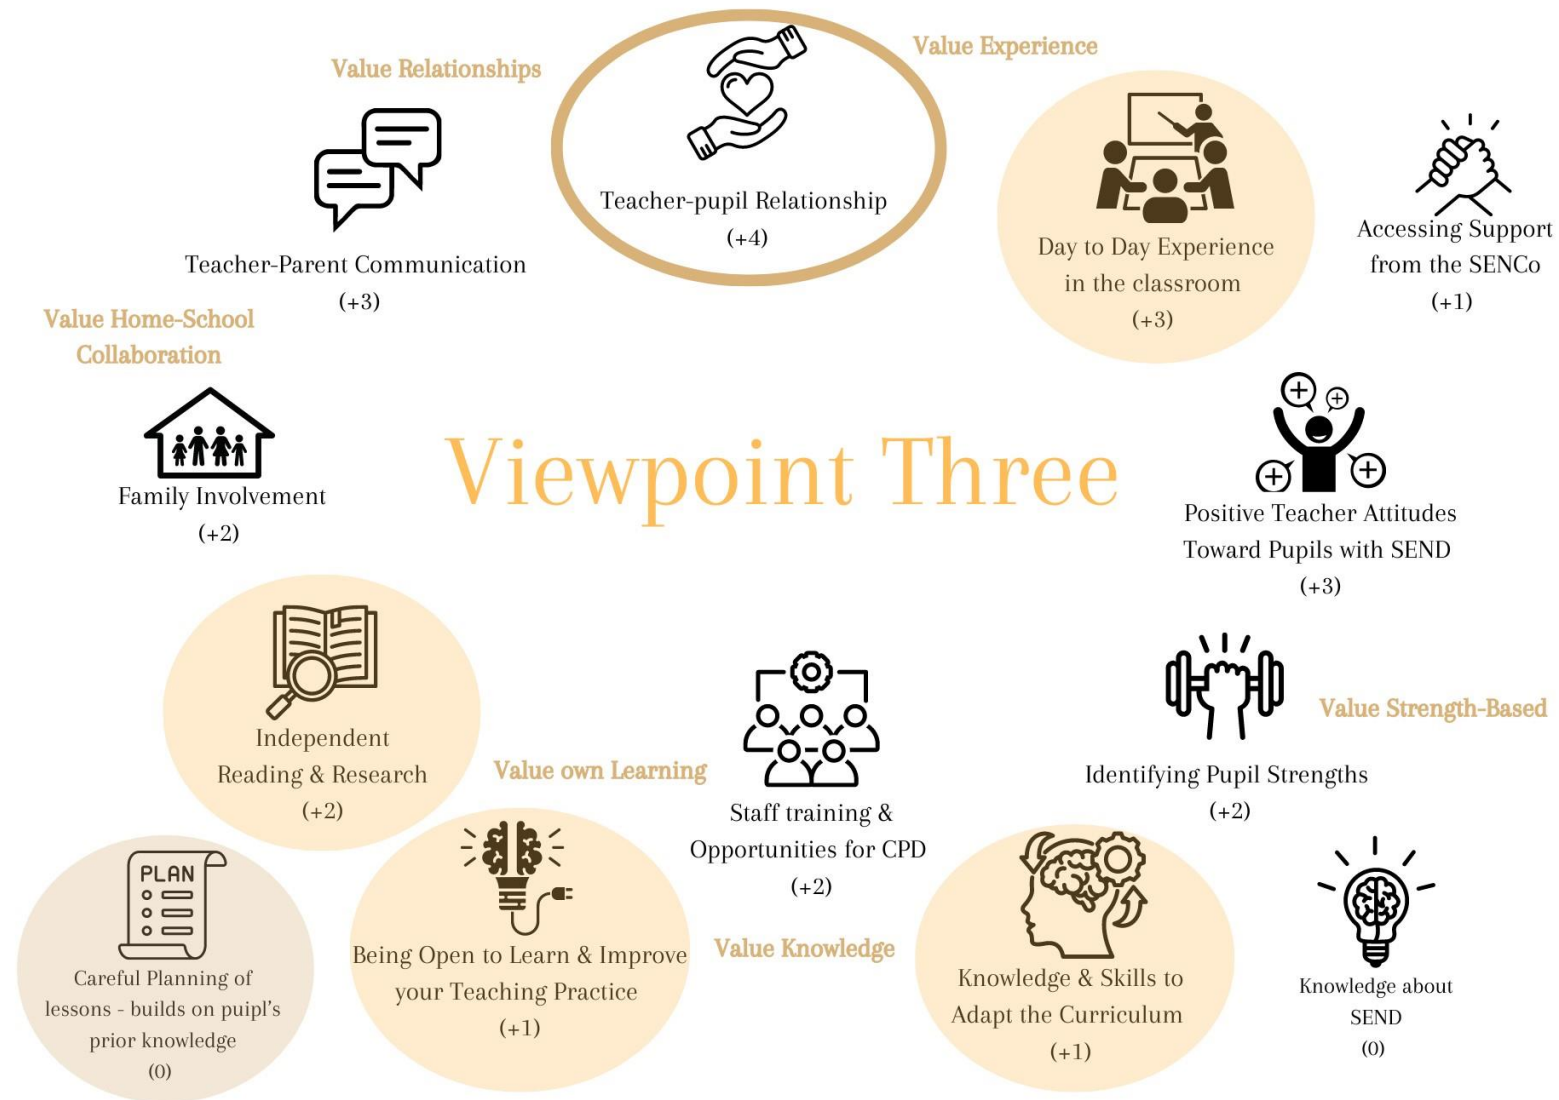 Value Relationships
Value Experience
Teacher-pupil Relationship
(+4)
Teacher-Parent Communication
(+3)
Day to Day Experience
in the classroom
(+3)
Accessing Support
from the SENCo
(+1)
Value Home-School
Collaboration
Family Involvement
(+2)
Viewpoint Three
Positive Teacher Attitudes
Toward Pupils with SEND
(+3)
Independent
Reading & Research
(+2)
Value own Learning
Staff training &
Opportunities for CPD
(+2)
Identifying Pupil Strengths
(+2)
Value Strength-Based
PLAN
Careful Planning of
lessons - builds on puipl's
prior knowledge
(0)
Being Open to Learn & Improve
your Teaching Practice
(+1)
Value Knowledge
Knowledge & Skills to
Adapt the Curriculum
(+1)
Knowledge about
SEND
(0)